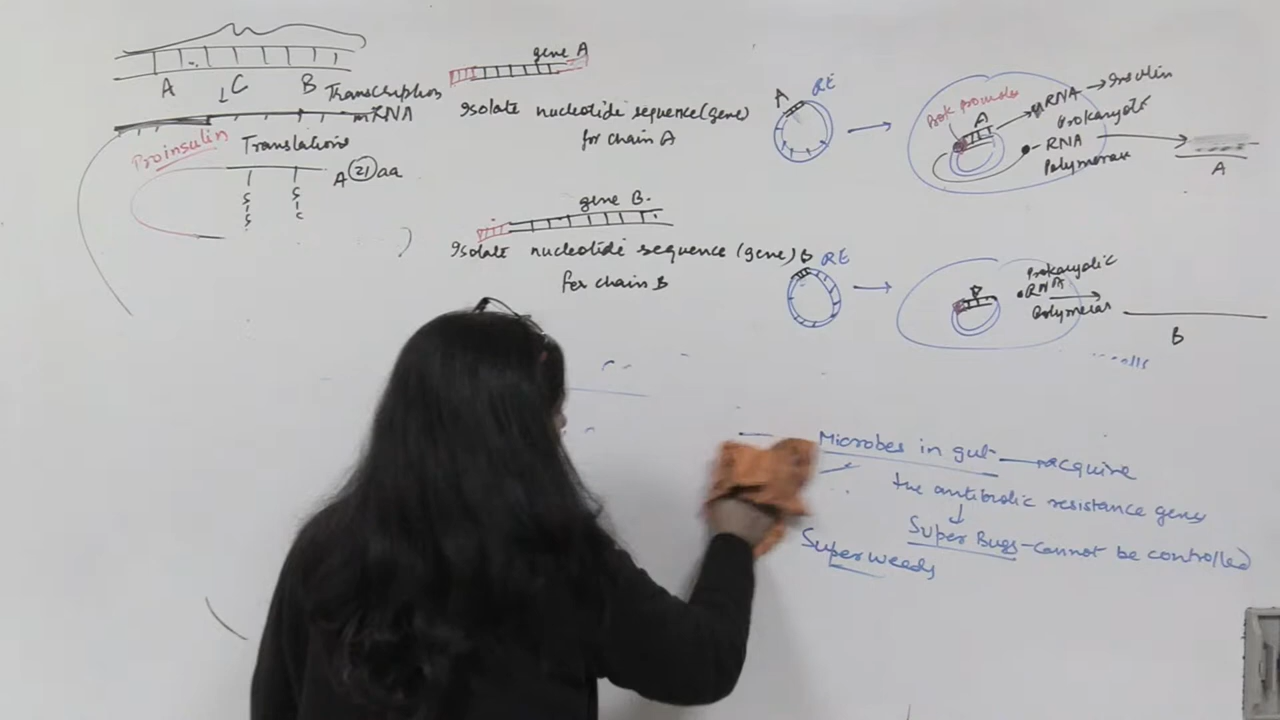 A C B
Transcription
mRNA
Proinsulin
Translation
A 21 aa
S S
S C
S
gene A
Isolate nucleotide sequence (gene)
for chain A
gene B.
Isolate nucleotide sequence (gene)
for chain B
A RE
Prok promoter
A
mRNA → Insulin
Prokaryotic
RNA
Polymerase
A
B RE
Prokaryotic
RNA
B
Microbes in gut acquire
the antibiotic resistance genes
Super Bugs - cannot be controlled
Superweeds